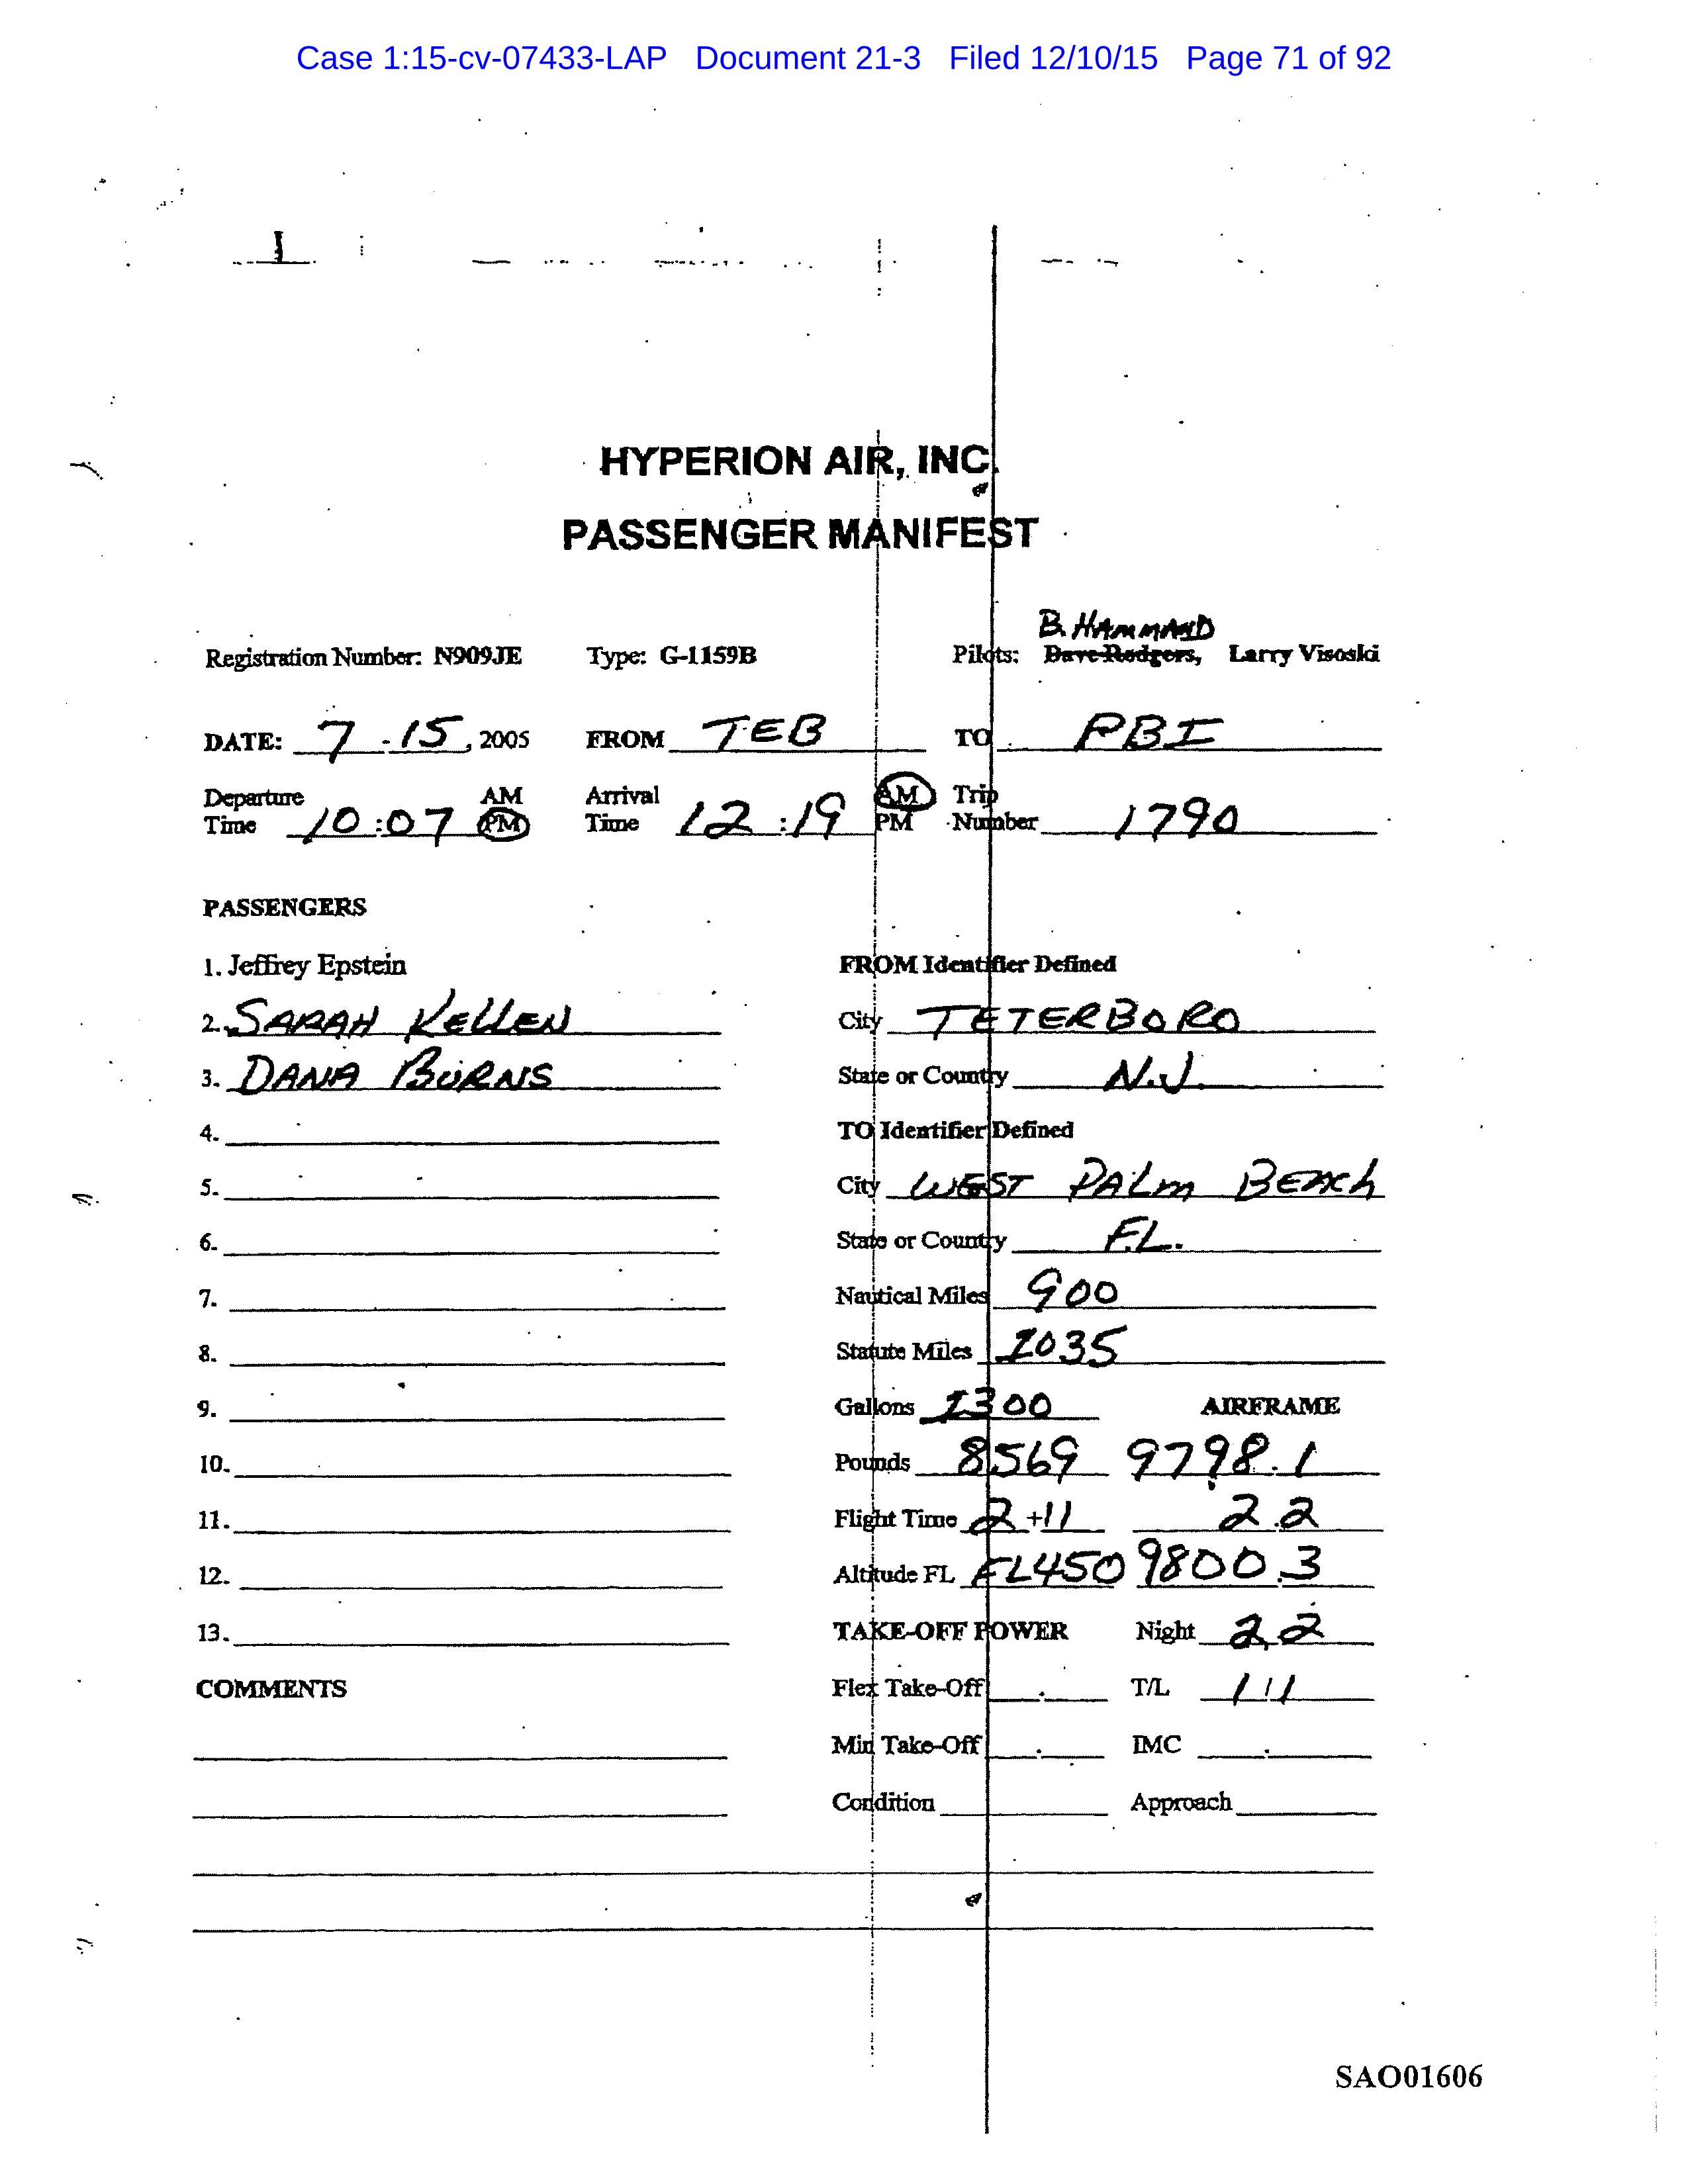 Case 1:15-cv-07433-LAP Document 21-3 Filed 12/10/15 Page 71 of 92
HYPERION AIR, INC.
PASSENGER MANIFEST
B. HAMMAND
Registration Number: N909JE Type: G-1159B Pilots: Dave Rodgers, Larry Visoski
DATE: 7-15, 2005 FROM TEB TO PBI
Departure Time 10:07 AM PM Arrival Time 12:19 AM PM Trip Number 1790
PASSENGERS
1. Jeffrey Epstein FROM Identifier Defined
2. SARAH KELLEN City TETERBORO
3. DANA BURNS State or Country N.J.
4. TO Identifier Defined
5. City WEST PALM BEACH
6. State or Country F.L.
7. Nautical Miles 900
8. Statute Miles 1035
9. Gallons 1300 AIRFRAME
10. Pounds 8569 9798.1
11. Flight Time 2+11 2.2
12. Altitude FL FL450 9800.3
13. TAKE-OFF POWER Night 2.2
COMMENTS Flex Take-Off . T/L 1/1
Min Take-Off . IMC .
Condition Approach
SAO01606